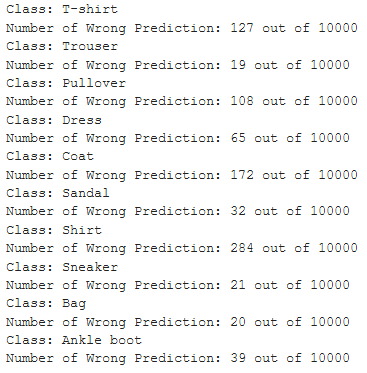 Class: T-shirt
Number of Wrong Prediction: 127 out of 10000
Class: Trouser
Number of Wrong Prediction: 19 out of 10000
Class: Pullover
Number of Wrong Prediction: 108 out of 10000
Class: Dress
Number of Wrong Prediction: 65 out of 10000
Class: Coat
Number of Wrong Prediction: 172 out of 10000
Class: Sandal
Number of Wrong Prediction: 32 out of 10000
Class: Shirt
Number of Wrong Prediction: 284 out of 10000
Class: Sneaker
Number of Wrong Prediction: 21 out of 10000
Class: Bag
Number of Wrong Prediction: 20 out of 10000
Class: Ankle boot
Number of Wrong Prediction: 39 out of 10000